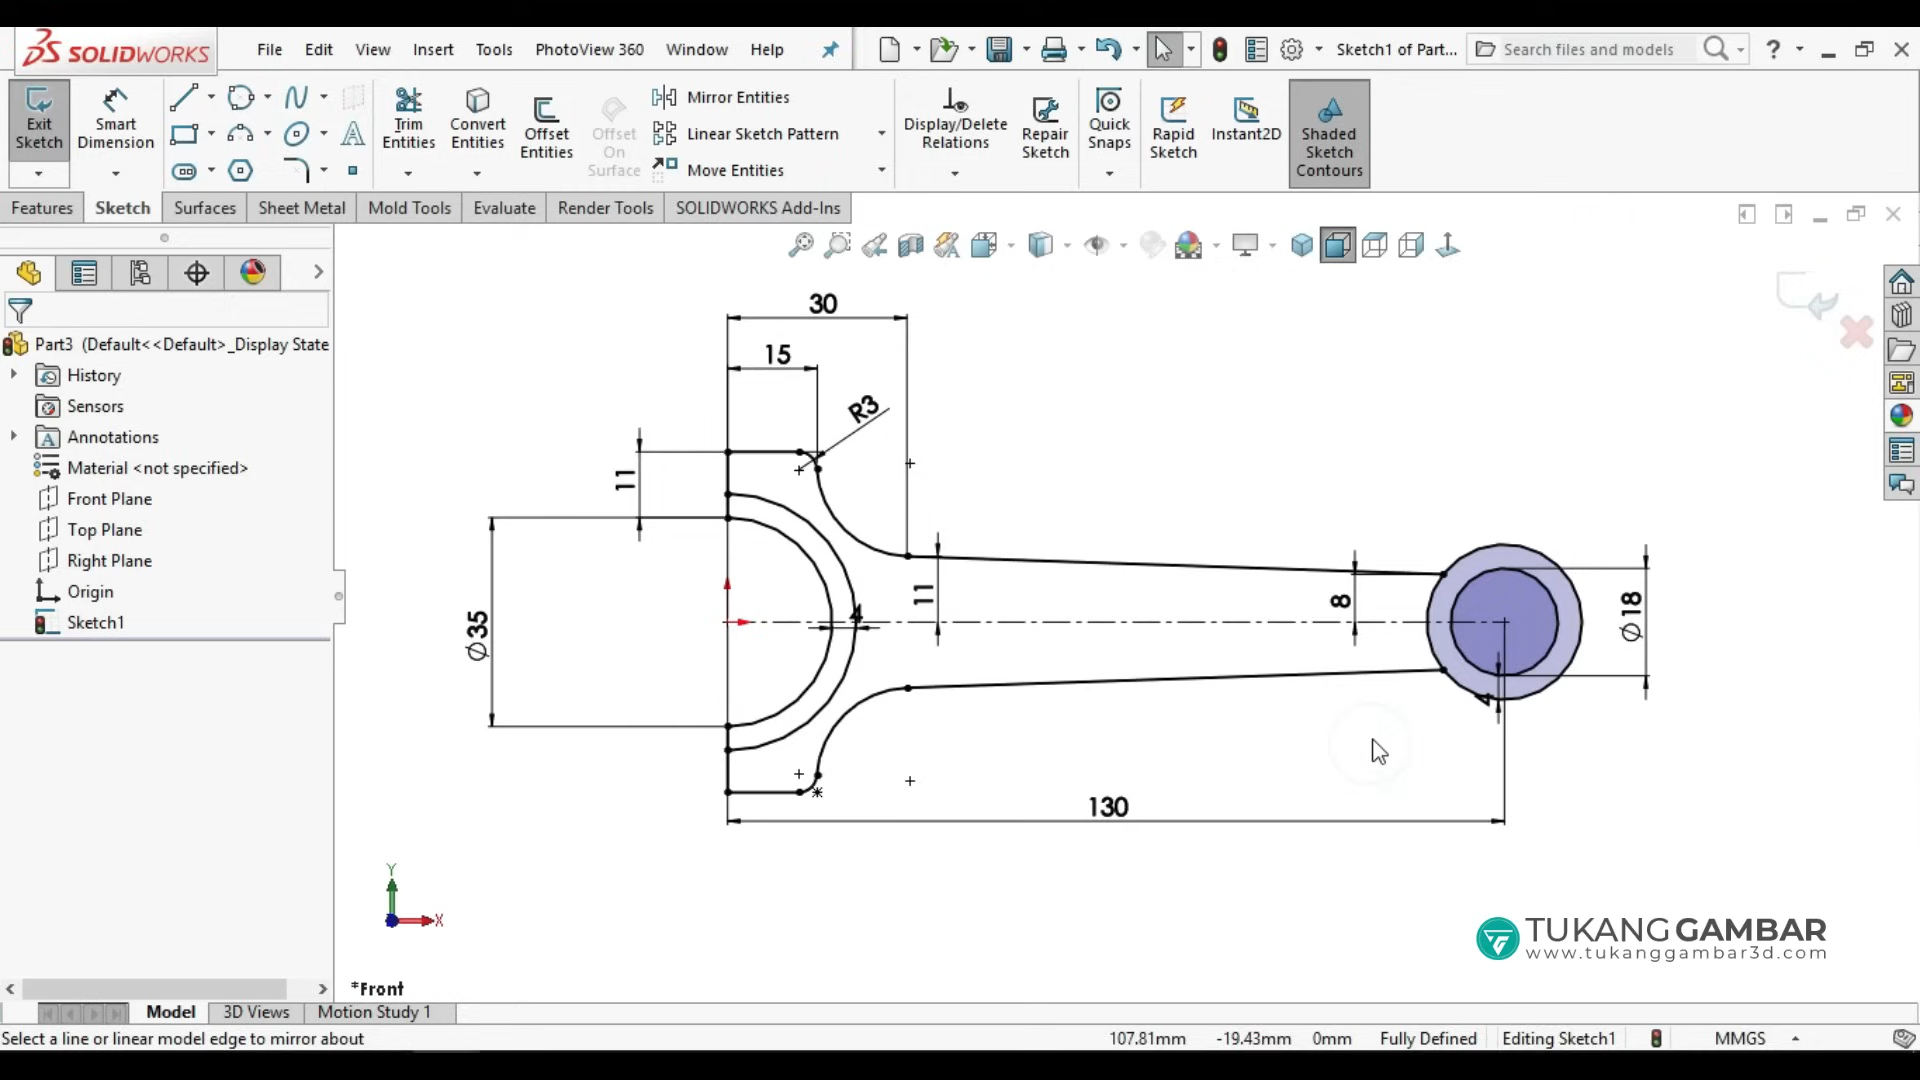 SOLIDWORKS File Edit View Insert Tools PhotoView 360 Window Help Sketch1 of Part... Search files and models ?
Exit Sketch
Smart Dimension
Trim Entities
Convert Entities
Offset Entities
Offset On Surface
Mirror Entities
Linear Sketch Pattern
Move Entities
Display/Delete Relations
Repair Sketch
Quick Snaps
Rapid Sketch
Instant2D
Shaded Sketch Contours
Features Sketch Surfaces Sheet Metal Mold Tools Evaluate Render Tools SOLIDWORKS Add-Ins
Part3 (Default<<Default>_Display State
History
Sensors
Annotations
Material <not specified>
Front Plane
Top Plane
Right Plane
Origin
Sketch1
30
15
R3
11
Ø35
4
11
8
Ø18
4
130
Y
X
TUKANGGAMBAR
www.tukanggambar3d.com
*Front
Model 3D Views Motion Study 1
Select a line or linear model edge to mirror about 107.81mm -19.43mm 0mm Fully Defined Editing Sketch1 MMGS